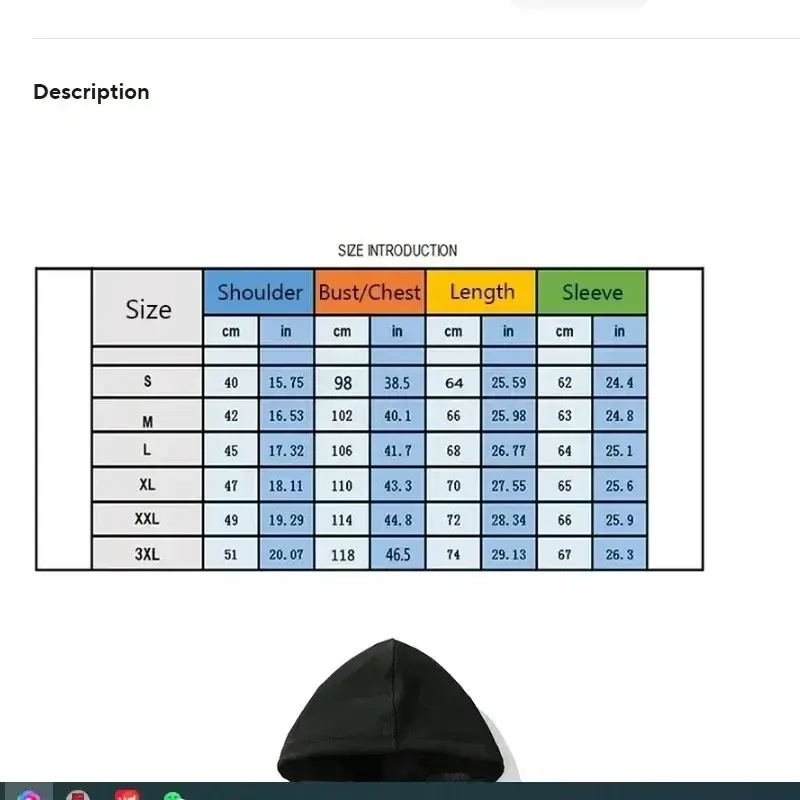 Description
SIZE INTRODUCTION
Size Shoulder Bust/Chest Length Sleeve
cm in cm in cm in cm in
S 40 15.75 98 38.5 64 25.59 62 24.4
M 42 16.53 102 40.1 66 25.98 63 24.8
L 45 17.32 106 41.7 68 26.77 64 25.1
XL 47 18.11 110 43.3 70 27.55 65 25.6
XXL 49 19.29 114 44.8 72 28.34 66 25.9
3XL 51 20.07 118 46.5 74 29.13 67 26.3